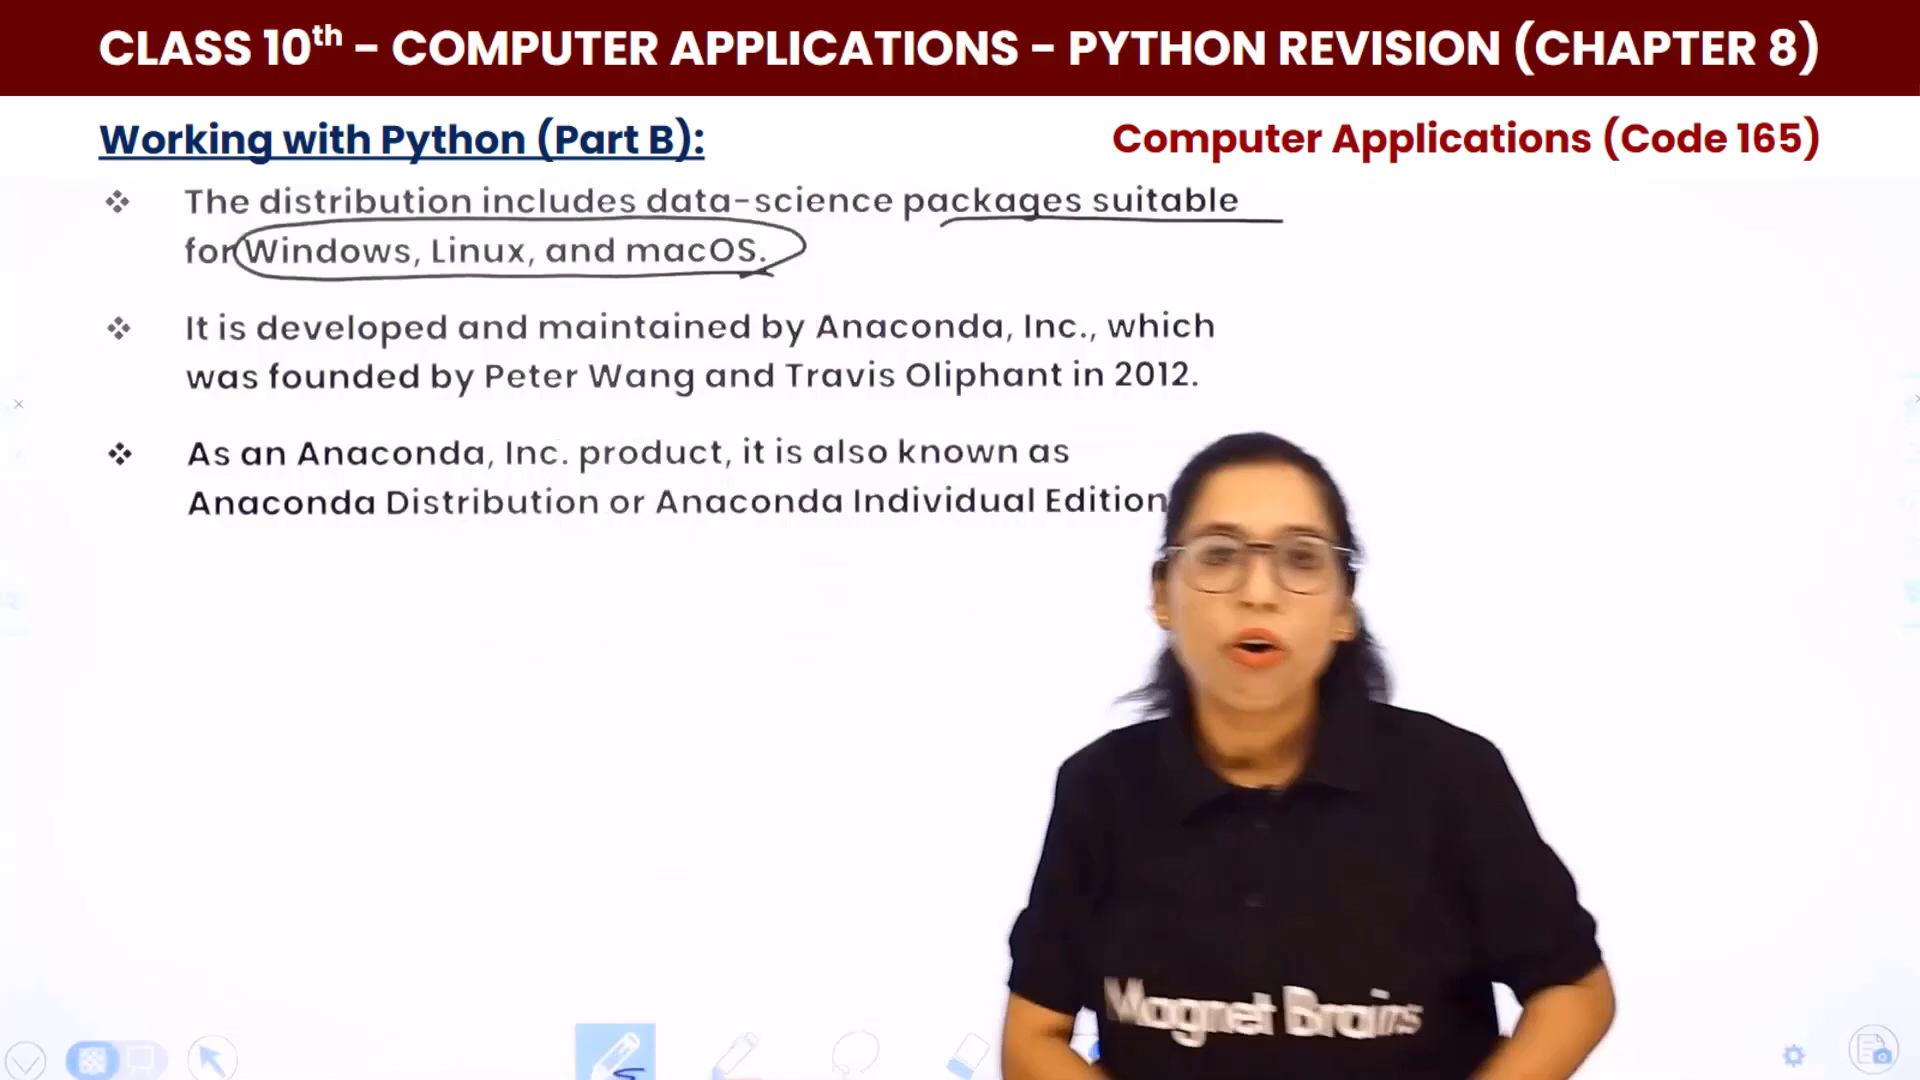 CLASS 10th – COMPUTER APPLICATIONS – PYTHON REVISION (CHAPTER 8)
Working with Python (Part B):
Computer Applications (Code 165)
❖ The distribution includes data-science packages suitable
for Windows, Linux, and macOS.
❖ It is developed and maintained by Anaconda, Inc., which
was founded by Peter Wang and Travis Oliphant in 2012.
❖ As an Anaconda, Inc. product, it is also known as
Anaconda Distribution or Anaconda Individual Edition
Magnet Brains